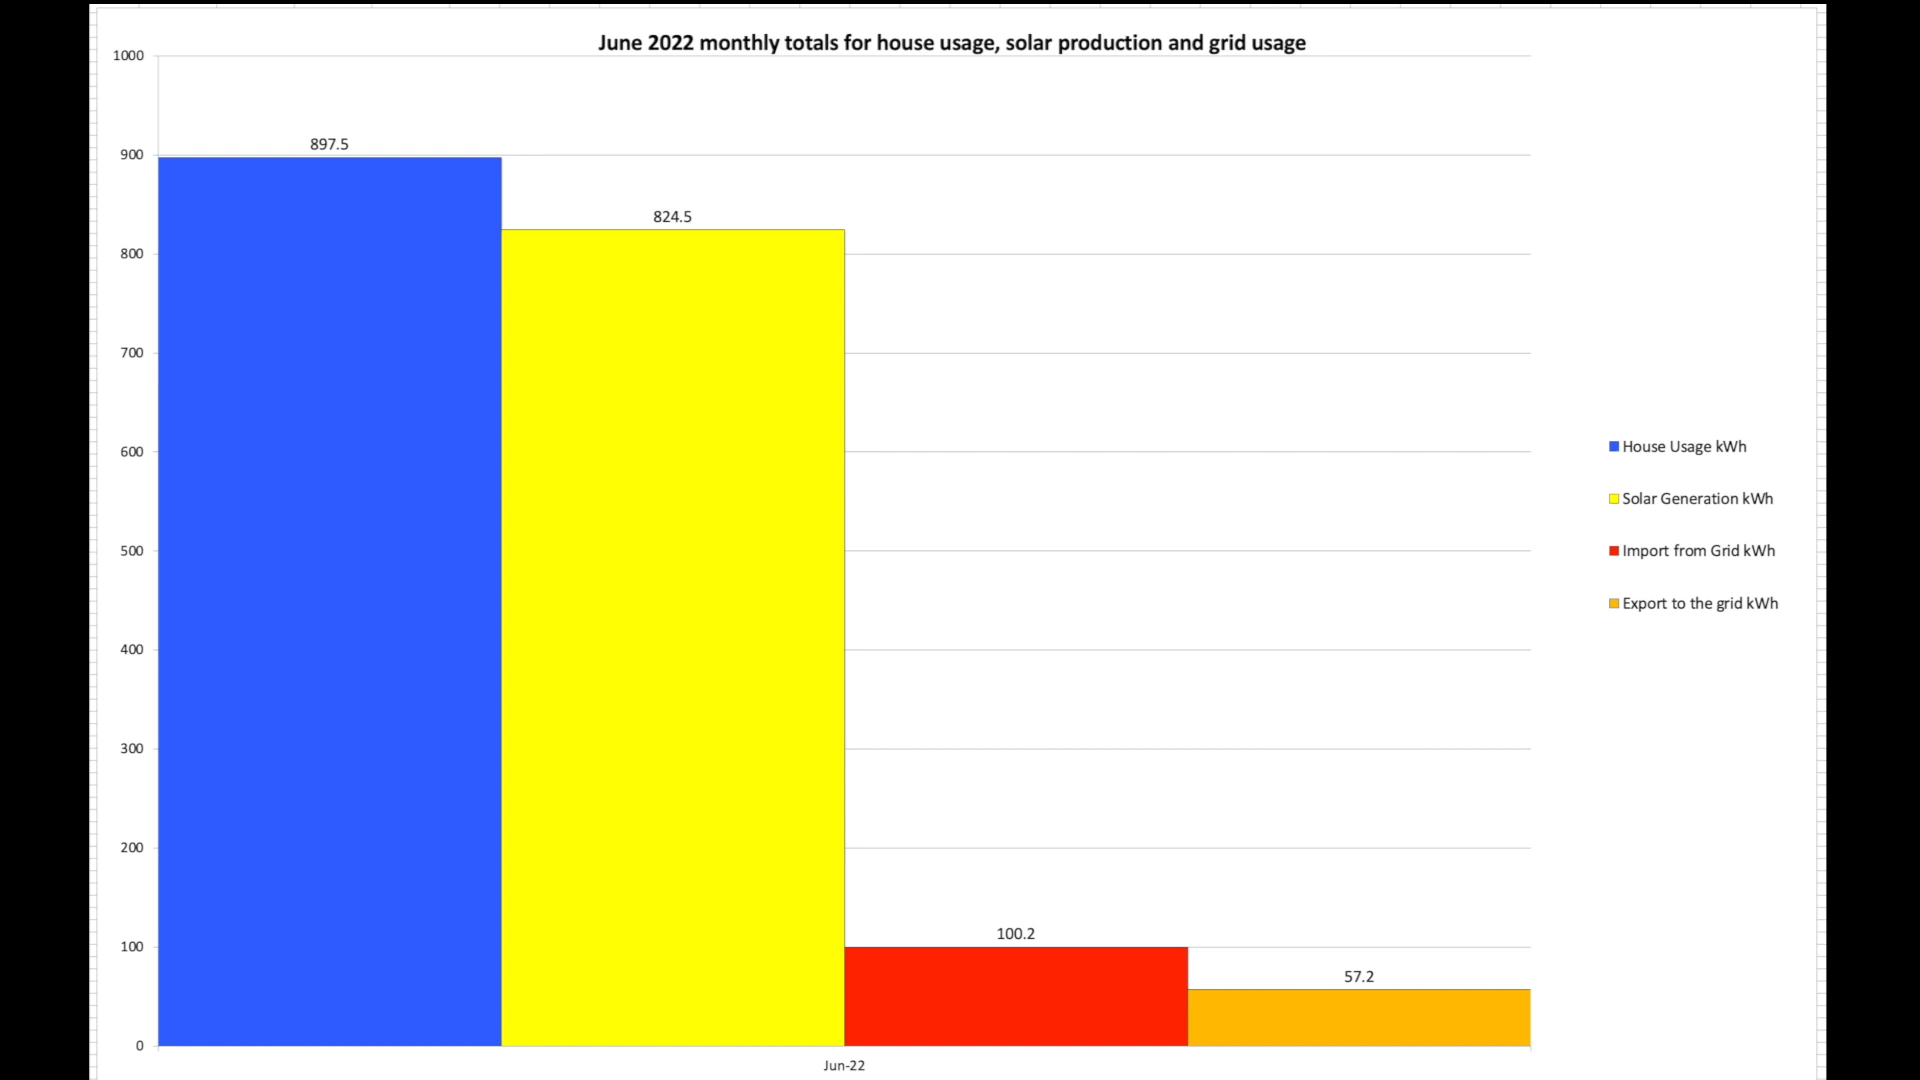 June 2022 monthly totals for house usage, solar production and grid usage
1000
900
800
700
600
500
400
300
200
100
0
897.5
824.5
100.2
57.2
Jun-22
House Usage kWh
Solar Generation kWh
Import from Grid kWh
Export to the grid kWh